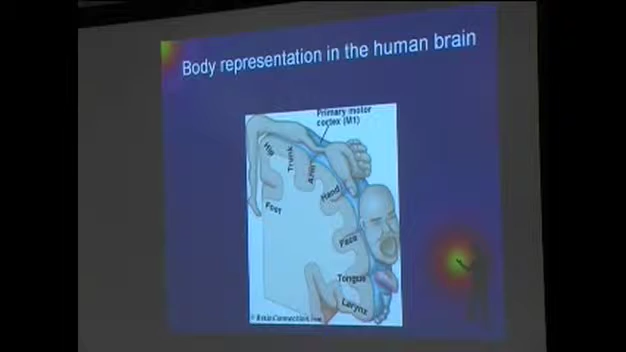 Body representation in the human brain
Primary motor
cortex (M1)
Hip
Trunk
Arm
Hand
Foot
Face
Tongue
Larynx
© BrainConnection.com